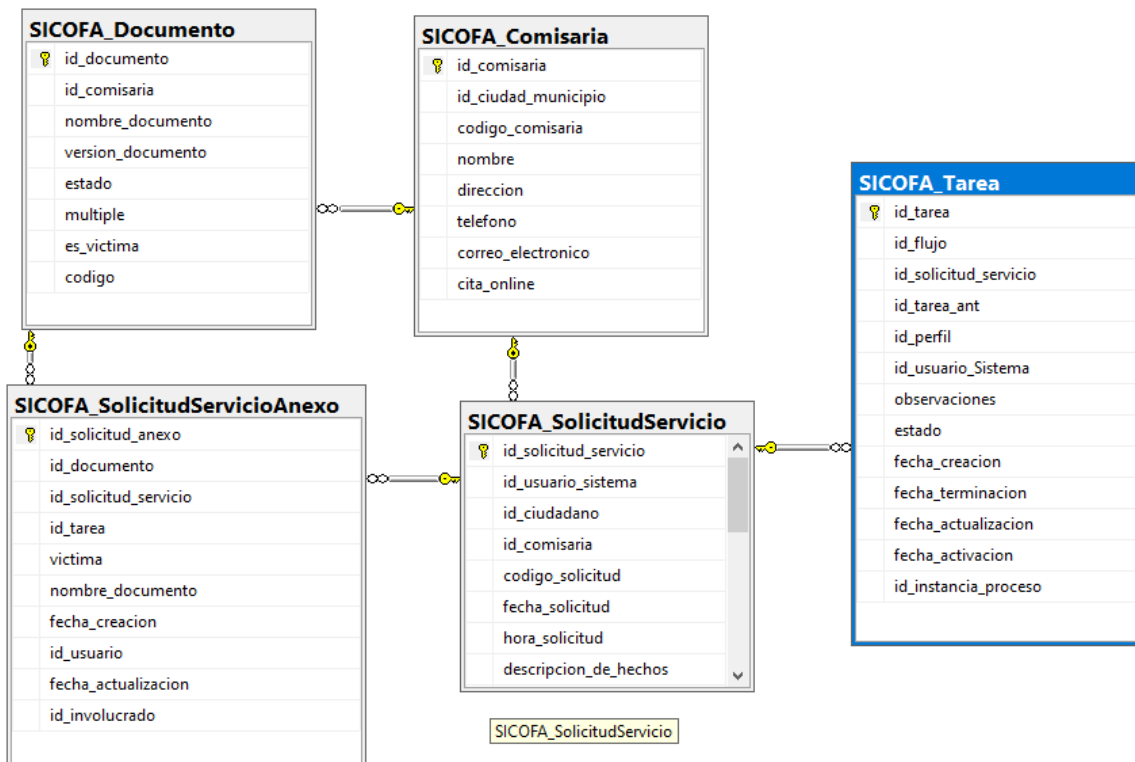 SICOFA_Documento
id_documento
id_comisaria
nombre_documento
version_documento
estado
multiple
es_victima
codigo
SICOFA_Comisaria
id_comisaria
id_ciudad_municipio
codigo_comisaria
nombre
direccion
telefono
correo_electronico
cita_online
SICOFA_Tarea
id_tarea
id_flujo
id_solicitud_servicio
id_tarea_ant
id_perfil
id_usuario_Sistema
observaciones
estado
fecha_creacion
fecha_terminacion
fecha_actualizacion
fecha_activacion
id_instancia_proceso
SICOFA_SolicitudServicioAnexo
id_solicitud_anexo
id_documento
id_solicitud_servicio
id_tarea
victima
nombre_documento
fecha_creacion
id_usuario
fecha_actualizacion
id_involucrado
SICOFA_SolicitudServicio
id_solicitud_servicio
id_usuario_sistema
id_ciudadano
id_comisaria
codigo_solicitud
fecha_solicitud
hora_solicitud
descripcion_de_hechos
SICOFA_SolicitudServicio